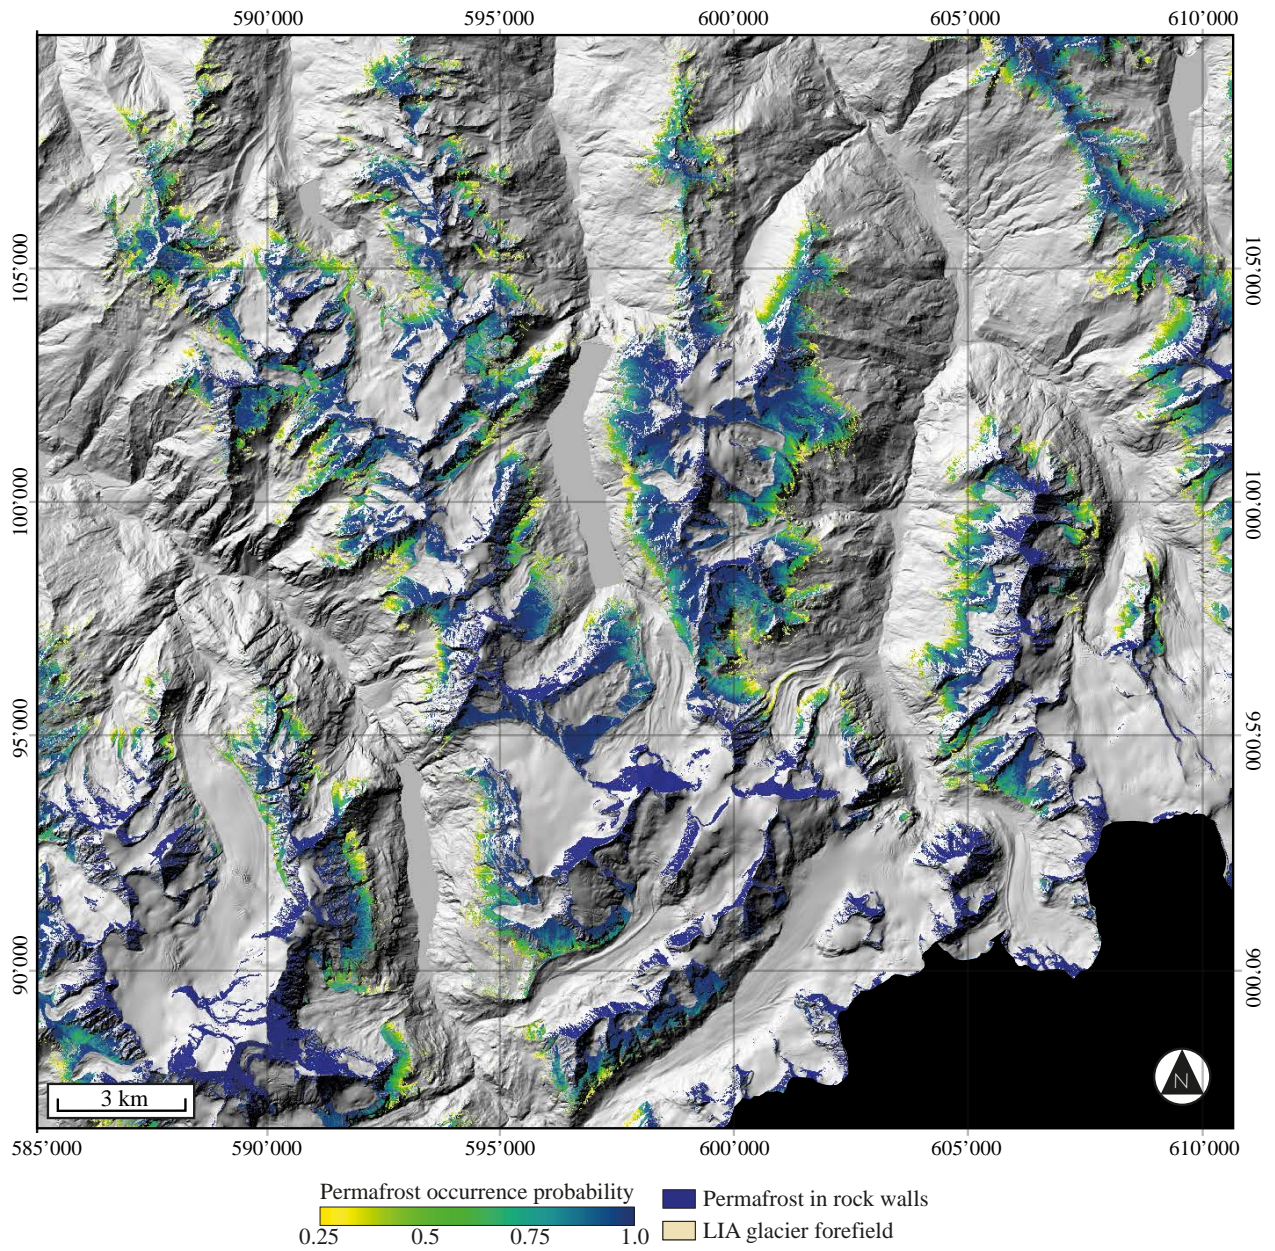 590’000 595’000 600’000 605’000 610’000
105’000 105’000
100’000 100’000
95’000 95’000
90’000 90’000
N
3 km
585’000 590’000 595’000 600’000 605’000 610’000
Permafrost occurrence probability
0.25 0.5 0.75 1.0
Permafrost in rock walls
LIA glacier forefield